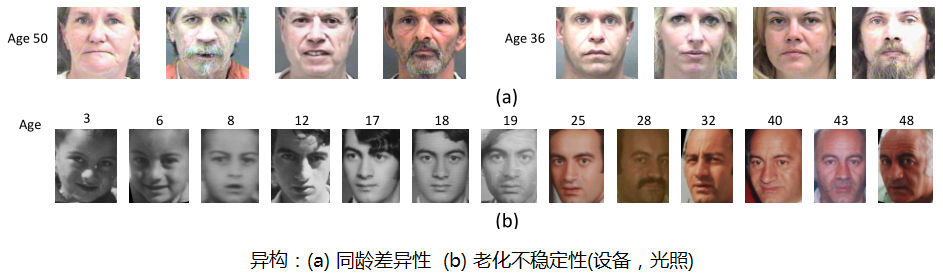 Age 50 Age 36
(a)
Age 3 6 8 12 17 18 19 25 28 32 40 43 48
(b)
异构：(a) 同龄差异性 (b) 老化不稳定性(设备，光照)